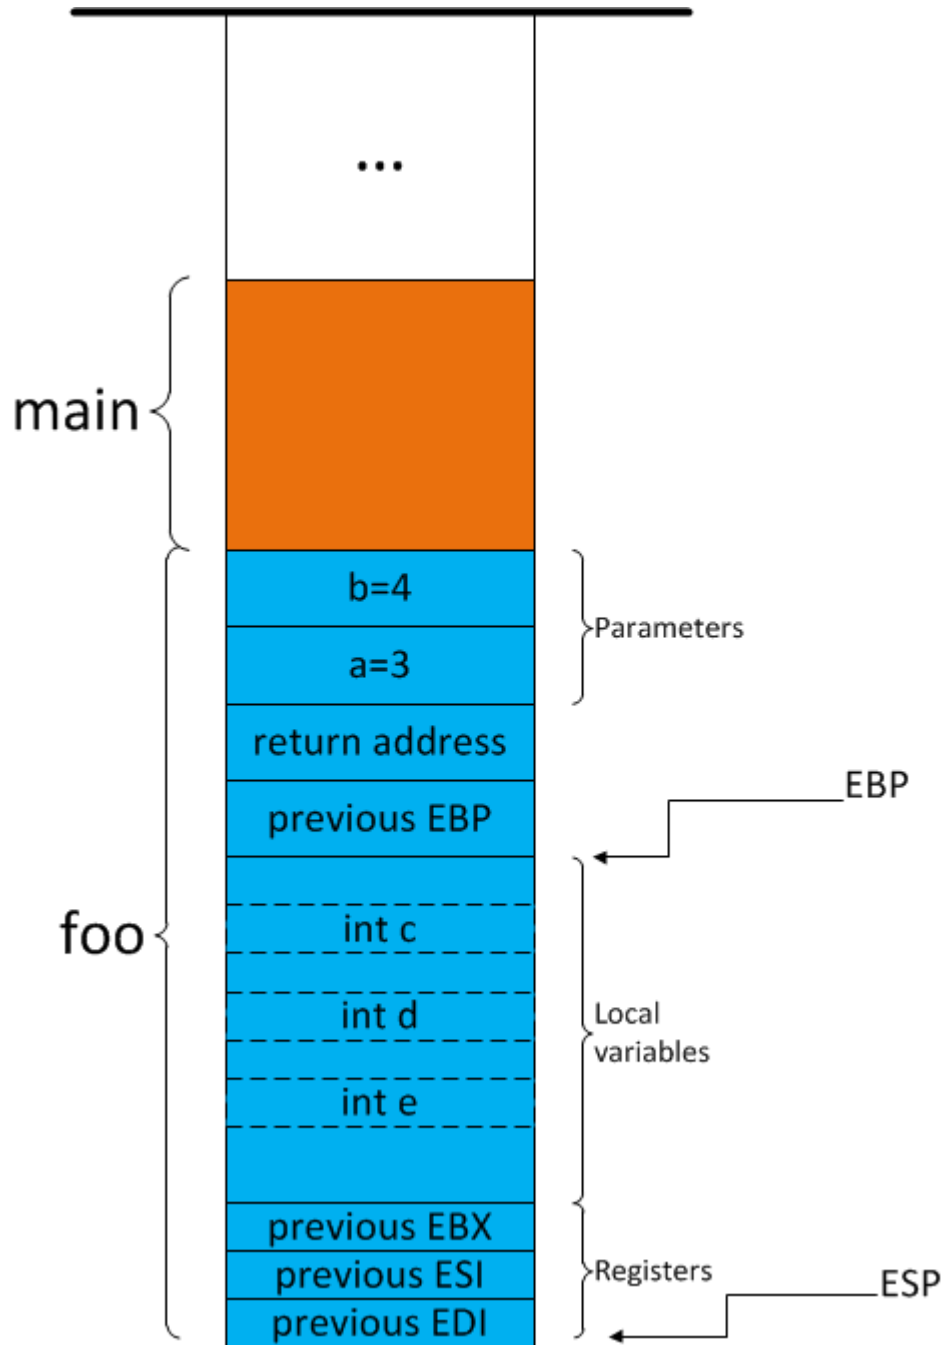 ...
main
b=4
Parameters
a=3
return address
EBP
previous EBP
foo
int c
int d
Local
variables
int e
previous EBX
previous ESI
Registers
ESP
previous EDI